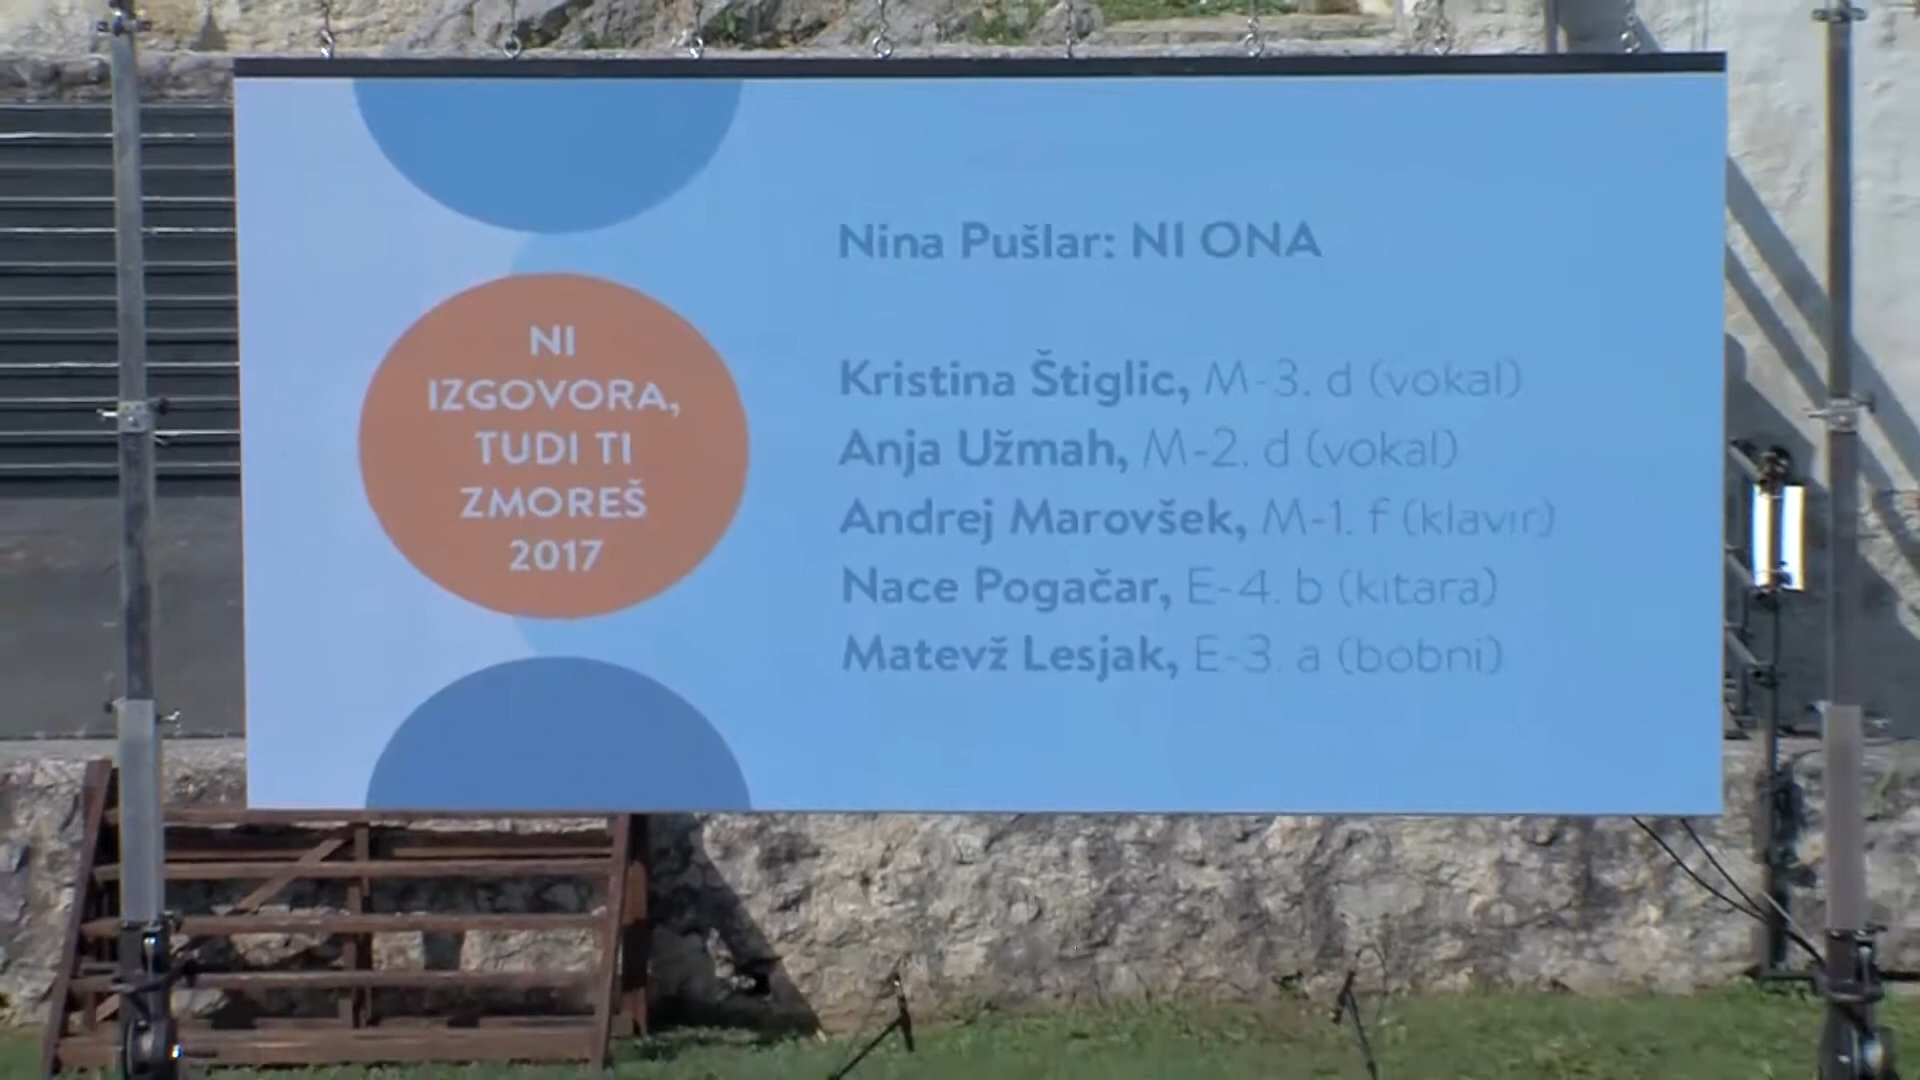 NI
IZGOVORA,
TUDI TI
ZMOREŠ
2017
Nina Pušlar: NI ONA
Kristina Štiglic, M-3. d (vokal)
Anja Užmah, M-2. d (vokal)
Andrej Marovšek, M-1. f (klavir)
Nace Pogačar, E-4. b (kitara)
Matevž Lesjak, E-3. a (bobni)